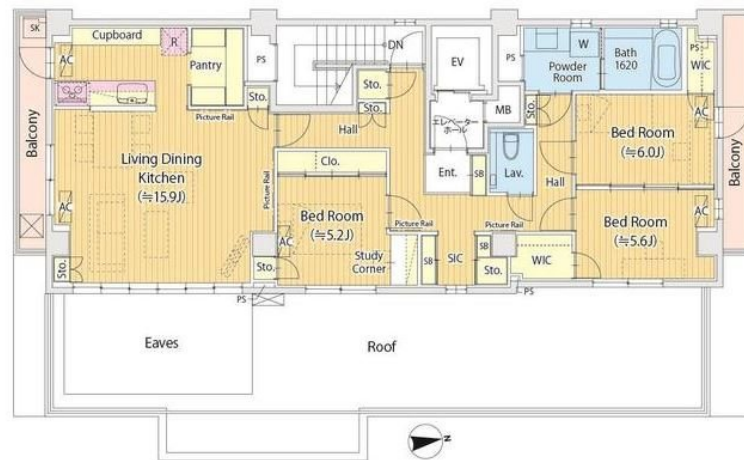 SK
AC
Cupboard
R
Pantry
PS
DN
EV
PS
W
Powder
Room
Bath
1620
PS
WIC
Sto.
Sto.
Sto.
MB
エレベーター
ホール
Sto.
AC
Picture Rail
Hall
Balcony
Living Dining
Kitchen
(≒15.9J)
Picture Rail
Clo.
Ent.
SB
Lav.
Hall
Bed Room
(≒6.0J)
Balcony
AC
Bed Room
(≒5.2J)
AC
Picture Rail
Picture Rail
Bed Room
(≒5.6J)
AC
Study
Corner
SB
SIC
SB
Sto.
WIC
Sto.
Sto.
PS
PS
Eaves
Roof
N